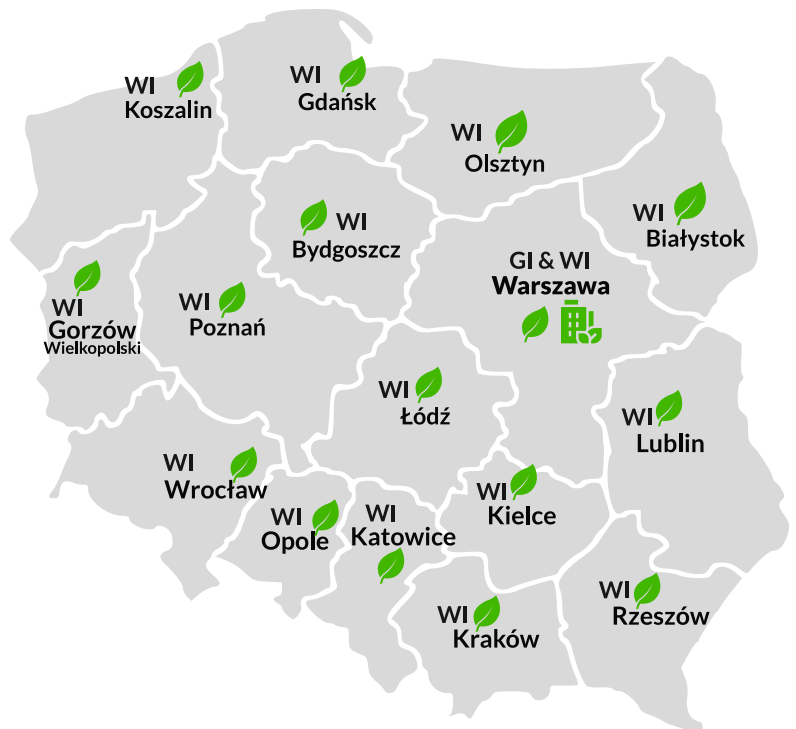 WI
Koszalin
WI
Gdańsk
WI
Olsztyn
WI
Bydgoszcz
WI
Białystok
GI & WI
Warszawa
WI
Gorzów
Wielkopolski
WI
Poznań
WI
Łódź
WI
Lublin
WI
Wrocław
WI
Opole
WI
Katowice
WI
Kielce
WI
Kraków
WI
Rzeszów